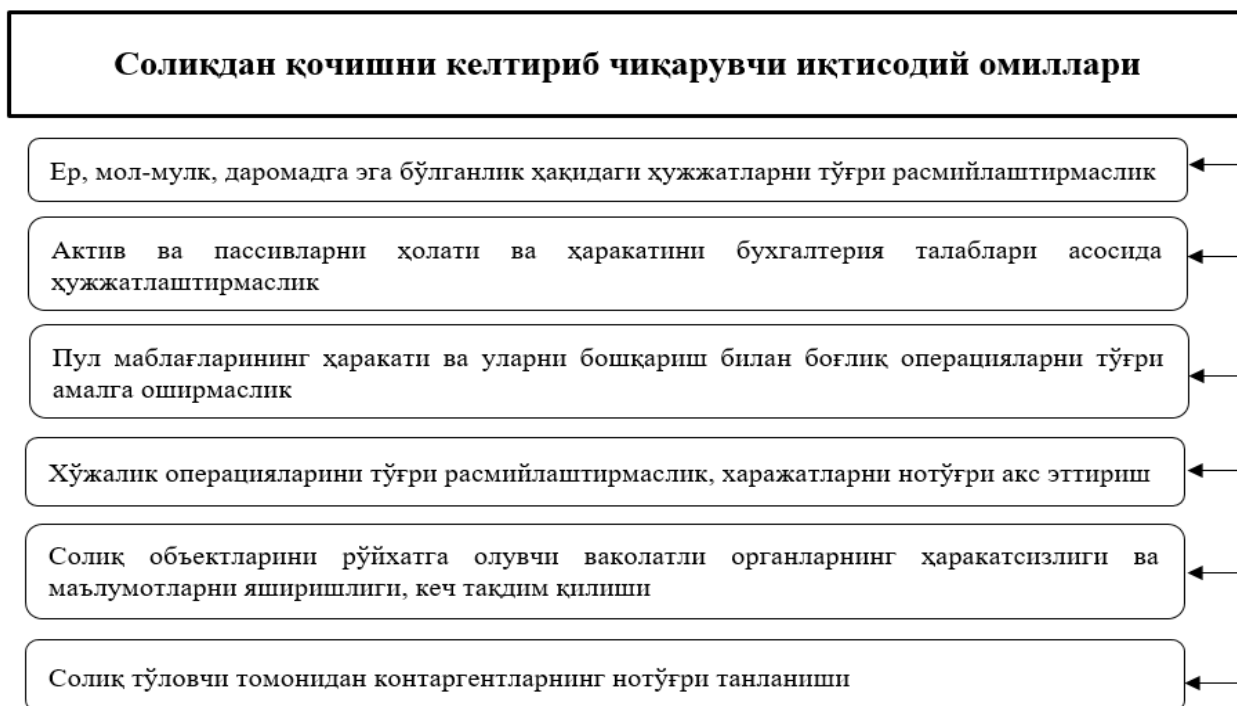 Солиқдан қочишни келтириб чиқарувчи иқтисодий омиллари
Ер, мол-мулк, даромадга эга бўлганлик ҳақидаги ҳужжатларни тўғри расмийлаштирмаслик
Актив ва пассивларни ҳолати ва ҳаракатини бухгалтерия талаблари асосида
ҳужжатлаштирмаслик
Пул маблағларининг ҳаракати ва уларни бошқариш билан боғлиқ операцияларни тўғри
амалга оширмаслик
Хўжалик операцияларини тўғри расмийлаштирмаслик, харажатларни нотўғри акс эттириш
Солиқ объектларини рўйхатга олувчи ваколатли органларнинг ҳаракатсизлиги ва
маълумотларни яширишлиги, кеч тақдим қилиши
Солиқ тўловчи томонидан контаргентларнинг нотўғри танланиши